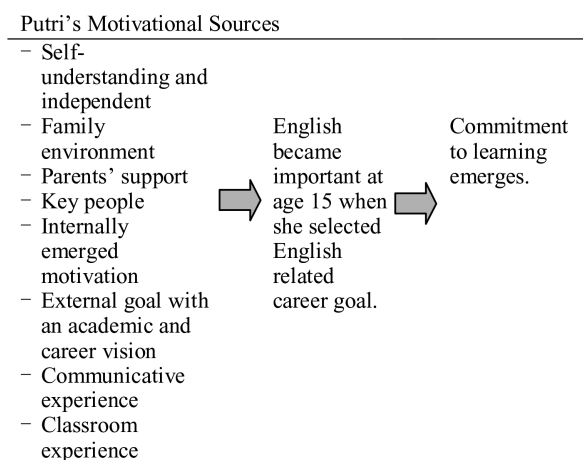 Putri’s Motivational Sources
− Self-
understanding and
independent
− Family
environment
− Parents’ support
− Key people
− Internally
emerged
motivation
− External goal with
an academic and
career vision
− Communicative
experience
− Classroom
experience
English
became
important at
age 15 when
she selected
English
related
career goal.
Commitment
to learning
emerges.